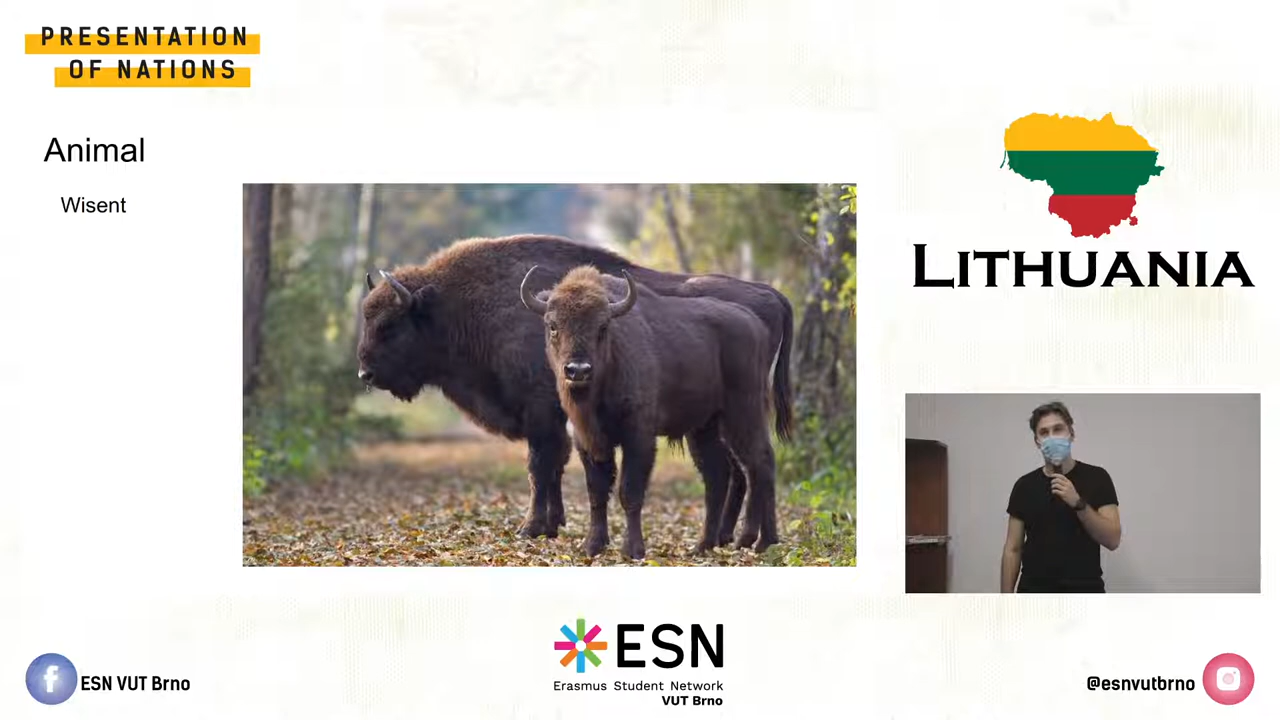 PRESENTATION
OF NATIONS
Animal
Wisent
LITHUANIA
ESN
Erasmus Student Network
VUT Brno
f
ESN VUT Brno
@esnvutbrno